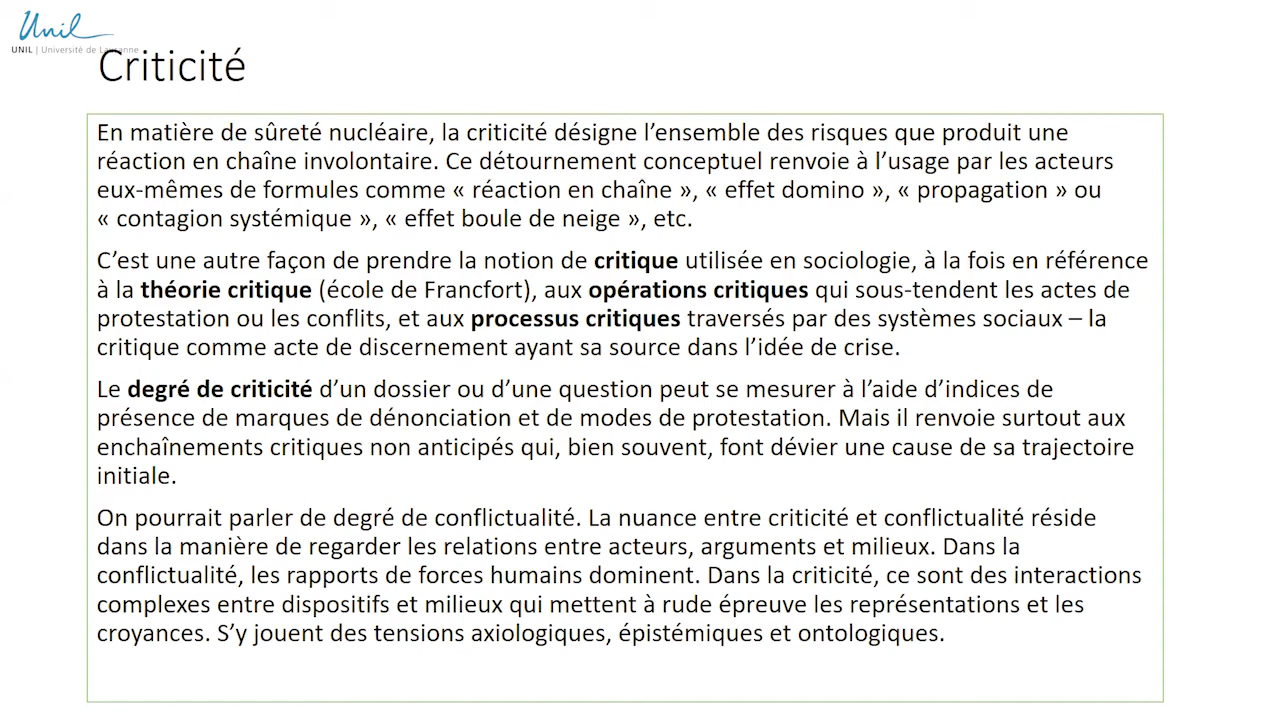 Unil
UNIL | Université de Lausanne
Criticité
En matière de sûreté nucléaire, la criticité désigne l’ensemble des risques que produit une
réaction en chaîne involontaire. Ce détournement conceptuel renvoie à l’usage par les acteurs
eux-mêmes de formules comme « réaction en chaîne », « effet domino », « propagation » ou
« contagion systémique », « effet boule de neige », etc.
C’est une autre façon de prendre la notion de critique utilisée en sociologie, à la fois en référence
à la théorie critique (école de Francfort), aux opérations critiques qui sous-tendent les actes de
protestation ou les conflits, et aux processus critiques traversés par des systèmes sociaux – la
critique comme acte de discernement ayant sa source dans l’idée de crise.
Le degré de criticité d’un dossier ou d’une question peut se mesurer à l’aide d’indices de
présence de marques de dénonciation et de modes de protestation. Mais il renvoie surtout aux
enchaînements critiques non anticipés qui, bien souvent, font dévier une cause de sa trajectoire
initiale.
On pourrait parler de degré de conflictualité. La nuance entre criticité et conflictualité réside
dans la manière de regarder les relations entre acteurs, arguments et milieux. Dans la
conflictualité, les rapports de forces humains dominent. Dans la criticité, ce sont des interactions
complexes entre dispositifs et milieux qui mettent à rude épreuve les représentations et les
croyances. S’y jouent des tensions axiologiques, épistémiques et ontologiques.